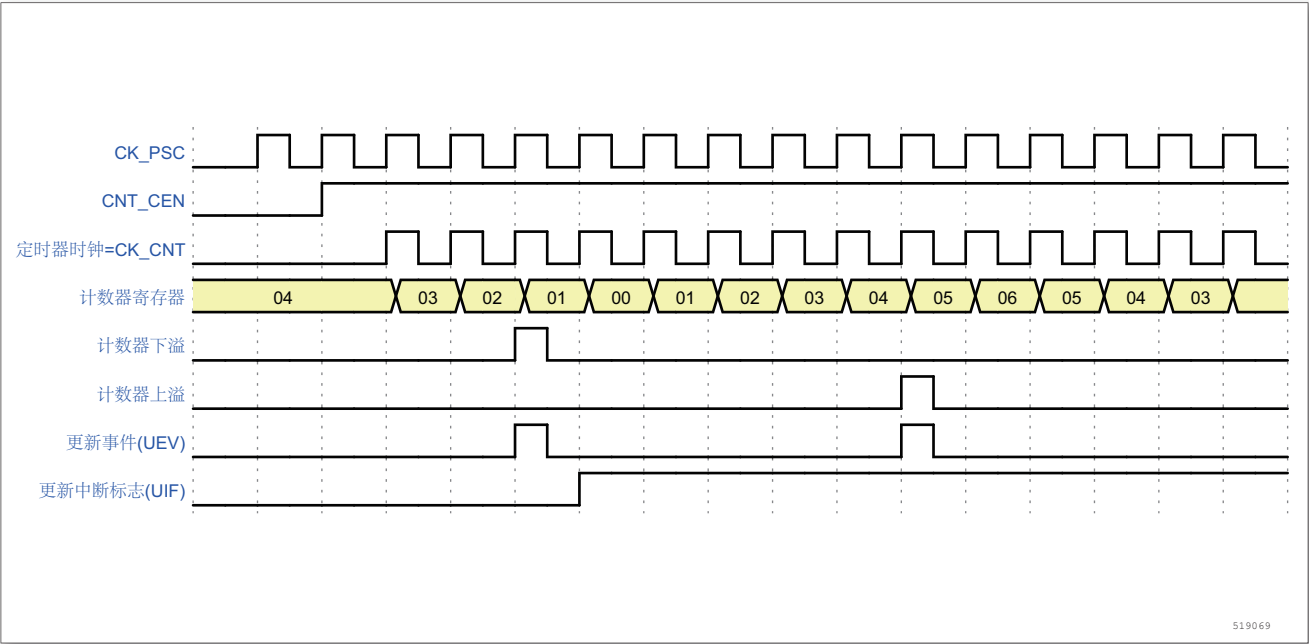 CK_PSC
CNT_CEN
定时器时钟=CK_CNT
计数器寄存器 04 03 02 01 00 01 02 03 04 05 06 05 04 03
计数器下溢
计数器上溢
更新事件(UEV)
更新中断标志(UIF)
519069